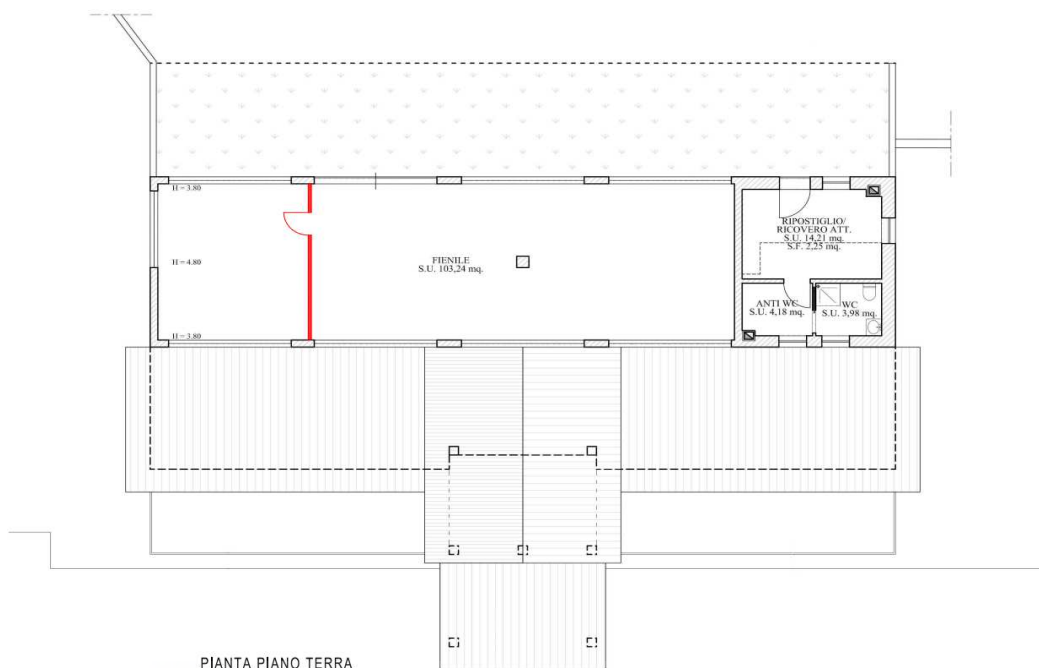 H = 3.80
RIPOSTIGLIO/
RICOVERO ATT.
S.U. 14,21 mq.
S.F. 2,25 mq.
H = 4.80
FIENILE
S.U. 103,24 mq.
ANTI WC
S.U. 4,18 mq.
WC
S.U. 3,98 mq.
H = 3.80
PIANTA PIANO TERRA